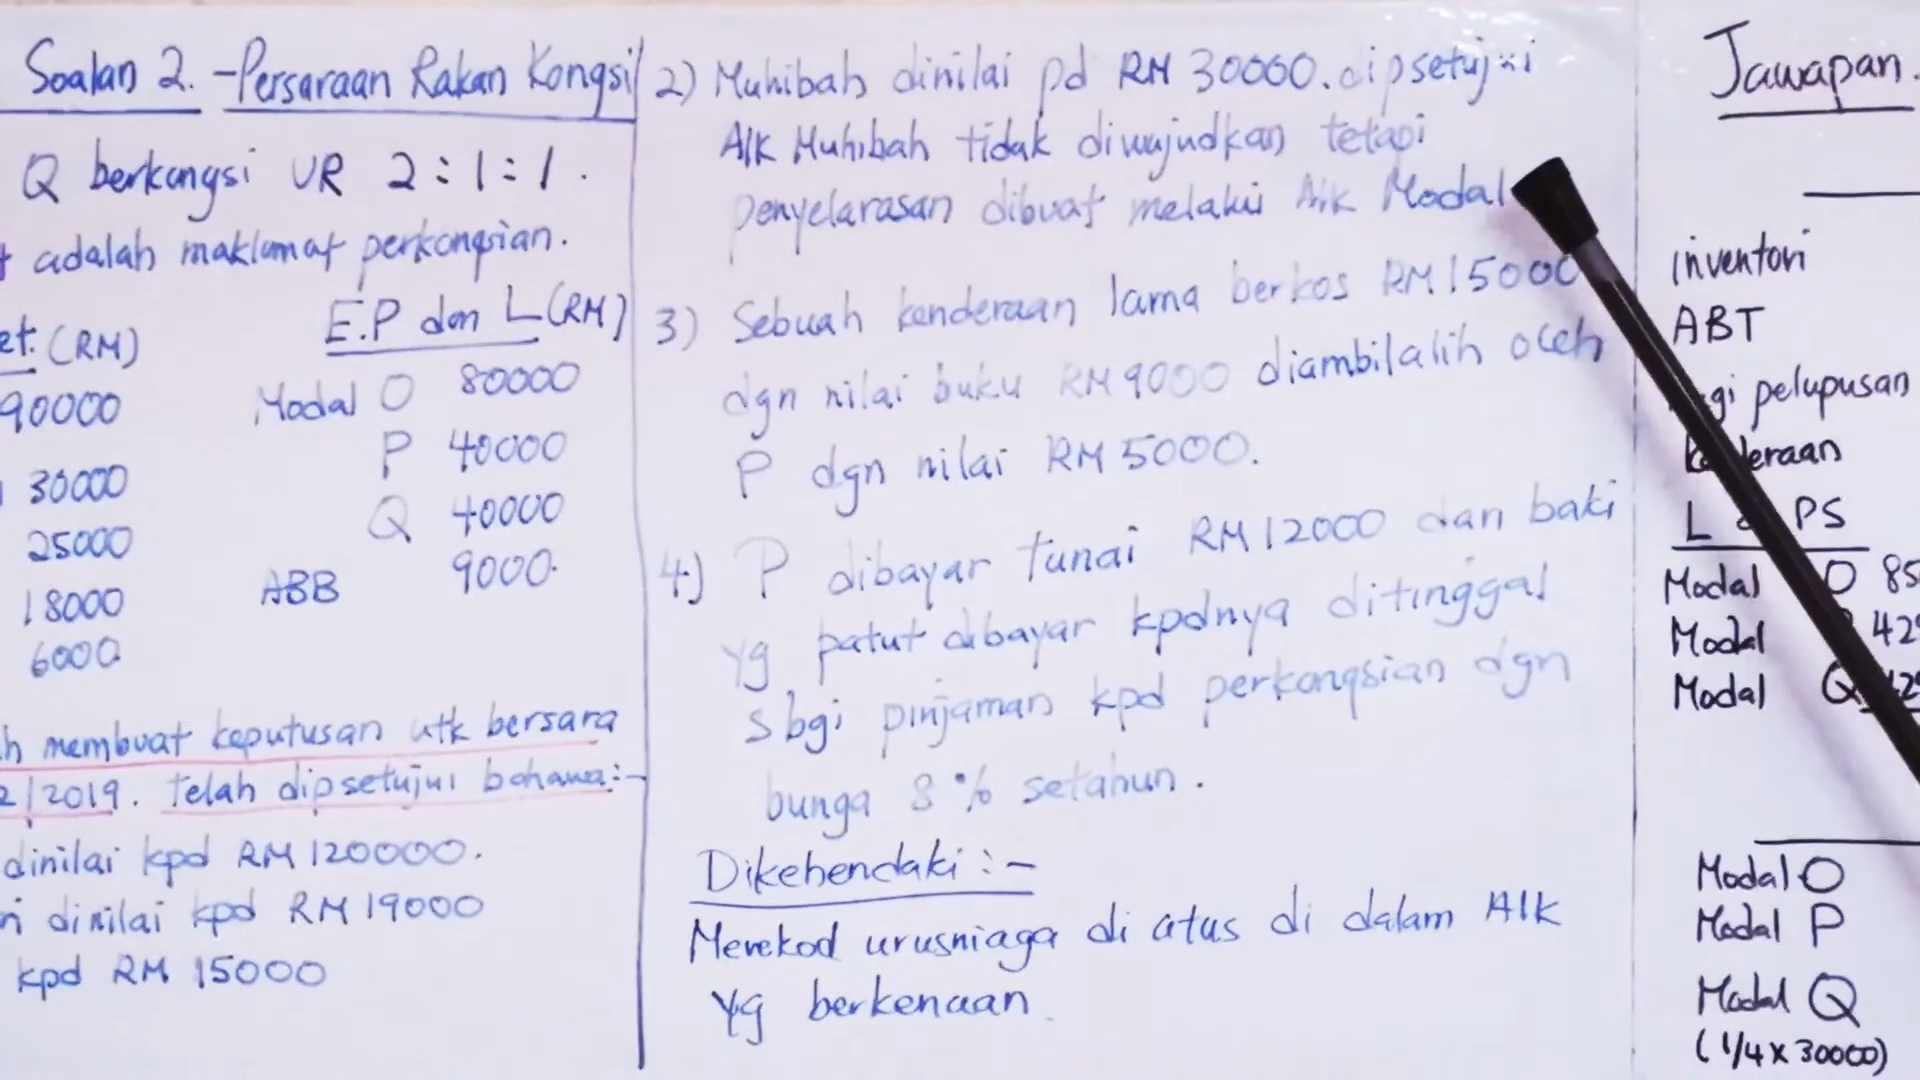 Soalan 2. - Persaraan Rakan Kongsi
Q berkongsi UR 2:1:1.
adalah maklumat perkongsian.
et. (RM)
E.P dan L (RM)
90000
Modal O 80000
30000
P 40000
25000
Q 40000
18000
ABB 9000.
6000
h membuat keputusan utk bersara
2/2019. Telah dipsetujui bahawa:-
dinilai kpd RM 120000.
i dinilai kpd RM 19000
kpd RM 15000
2) Muhibah dinilai pd RM 30000. dipsetujui
A/K Muhibah tidak diwujudkan tetapi
penyelarasan dibuat melalui A/k Modal
3) Sebuah kenderaan lama berkos RM 15000
dgn nilai buku RM 9000 diambilalih oleh
P dgn nilai RM 5000.
4) P dibayar tunai RM 12000 dan baki
yg patut dibayar kpdnya ditinggal
sbgi pinjaman kpd perkongsian dgn
bunga 8% setahun.
Dikehendaki :-
Merekod urusniaga di atas di dalam A/k
yg berkenaan.
Jawapan.
inventori
ABT
gi pelupusan
kenderaan
L PS
Modal O 85
Modal 42
Modal Q 42
Modal O
Modal P
Modal Q
(1/4 x 30000)